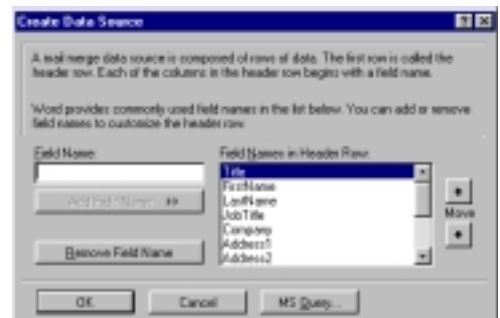 Create Data Source
A mail merge data source is composed of rows of data. The first row is called the
header row. Each of the columns in the header row begins with a field name.
Word provides commonly used field names in the list below. You can add or remove
field names to customize the header row.
Field Name:
Field Names in Header Row:
Title
FirstName
LastName
JobTitle
Company
Address1
Address2
Add Field Name
Move
Remove Field Name
OK
Cancel
MS Query...